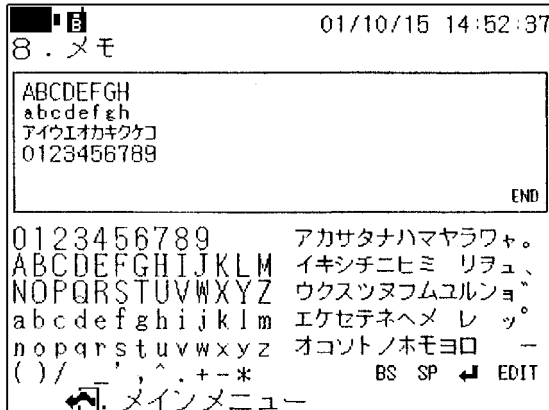 B 01/10/15 14:52:37
8.メモ
ABCDEFGH
abcdefgh
アイウエオカキクケコ
0123456789
END
0123456789 アカサタナハマヤラワャ。
ABCDEFGHIJKLM イキシチニヒミ リヲュ、
NOPQRSTUVWXYZ ウクスツヌフムユルンョ゛
abcdefghijklm エケセテネヘメ レ ッ゜
nopqrstuvwxyz オコソトノホモヨロ ー
()/ _',^.+-* BS SP ↵ EDIT
メインメニュー